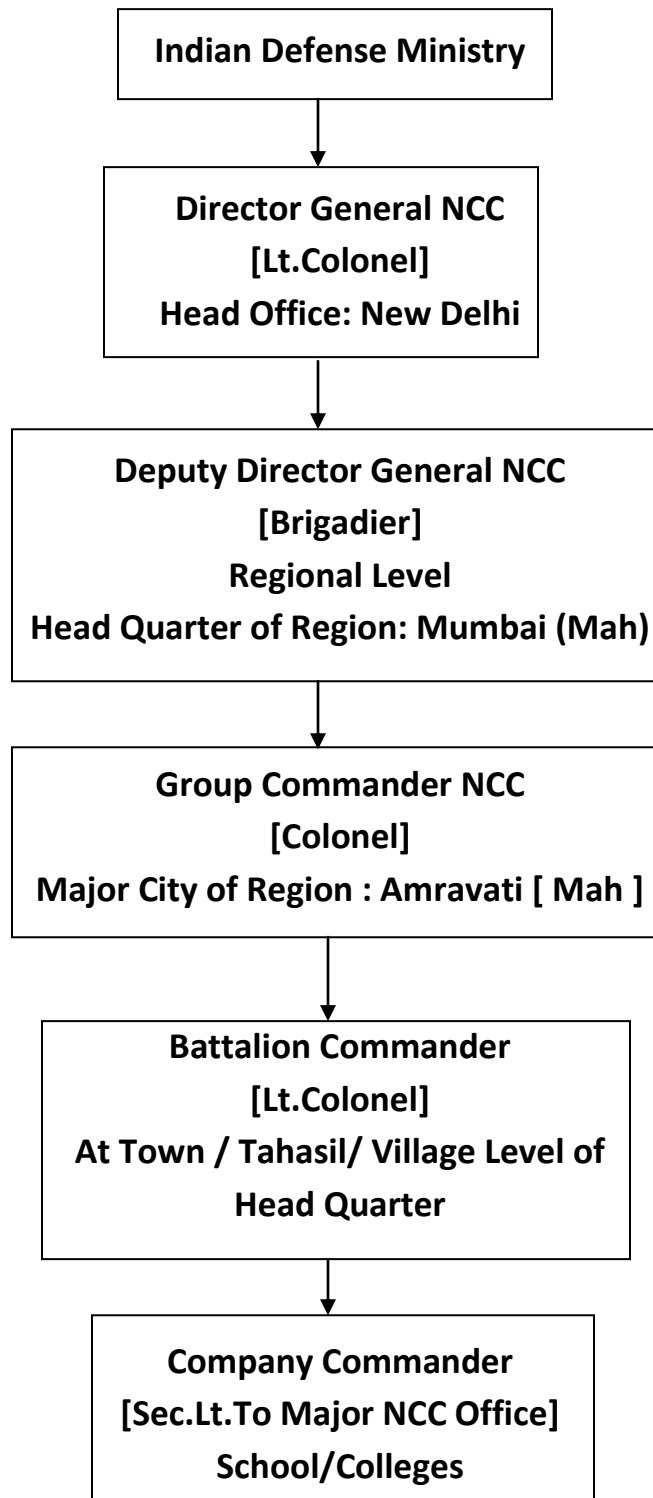 Indian Defense Ministry
Director General NCC
[Lt.Colonel]
Head Office: New Delhi
Deputy Director General NCC
[Brigadier]
Regional Level
Head Quarter of Region: Mumbai (Mah)
Group Commander NCC
[Colonel]
Major City of Region : Amravati [ Mah ]
Battalion Commander
[Lt.Colonel]
At Town / Tahasil/ Village Level of
Head Quarter
Company Commander
[Sec.Lt.To Major NCC Office]
School/Colleges